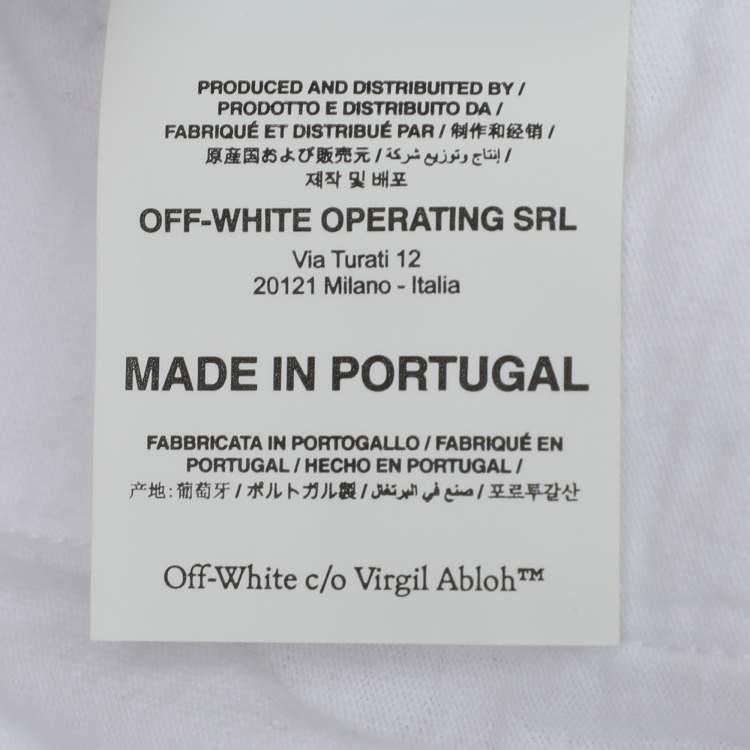 PRODUCED AND DISTRIBUITED BY /
PRODOTTO E DISTRIBUITO DA /
FABRIQUÉ ET DISTRIBUÉ PAR / 制作和经销 /
原産国および販売元 / إنتاج وتوزيع شركة /
제작 및 배포
OFF-WHITE OPERATING SRL
Via Turati 12
20121 Milano - Italia
MADE IN PORTUGAL
FABBRICATA IN PORTOGALLO / FABRIQUÉ EN
PORTUGAL / HECHO EN PORTUGAL /
产地: 葡萄牙 / ポルトガル製 / صنع في البرتغال / 포르투갈산
Off-White c/o Virgil Abloh™